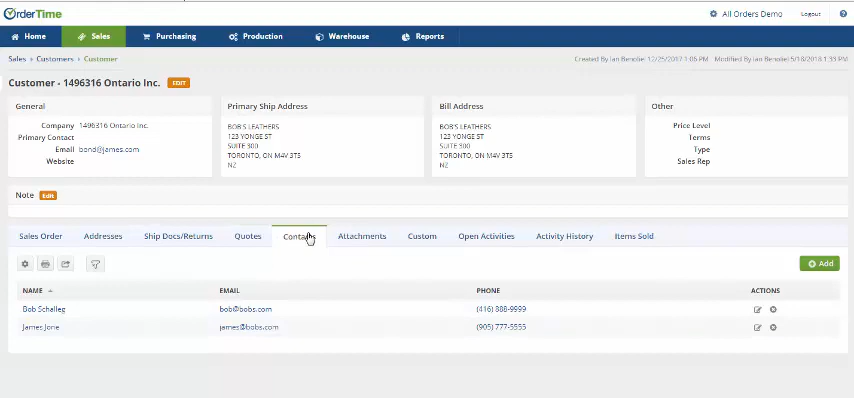 OrderTime
All Orders Demo
Logout
Home
Sales
Purchasing
Production
Warehouse
Reports
Sales
Customers
Customer
Created By Ian Benoliel 12/25/2017 1:06 PM Modified By Ian Benoliel 5/18/2018 1:33 PM
Customer - 1496316 Ontario Inc.
EDIT
General
Company 1496316 Ontario Inc.
Primary Contact
Email bond@james.com
Website
Primary Ship Address
BOB'S LEATHERS
123 YONGE ST
SUITE 300
TORONTO, ON M4V 3T5
NZ
Bill Address
BOB'S LEATHERS
123 YONGE ST
SUITE 300
TORONTO, ON M4V 3T5
NZ
Other
Price Level
Terms
Type
Sales Rep
Note
Edit
Sales Order
Addresses
Ship Docs/Returns
Quotes
Contacts
Attachments
Custom
Open Activities
Activity History
Items Sold
Add
NAME
EMAIL
PHONE
ACTIONS
Bob Schalleg
bob@bobs.com
(416) 888-9999
James Jone
james@bobs.com
(905) 777-5555